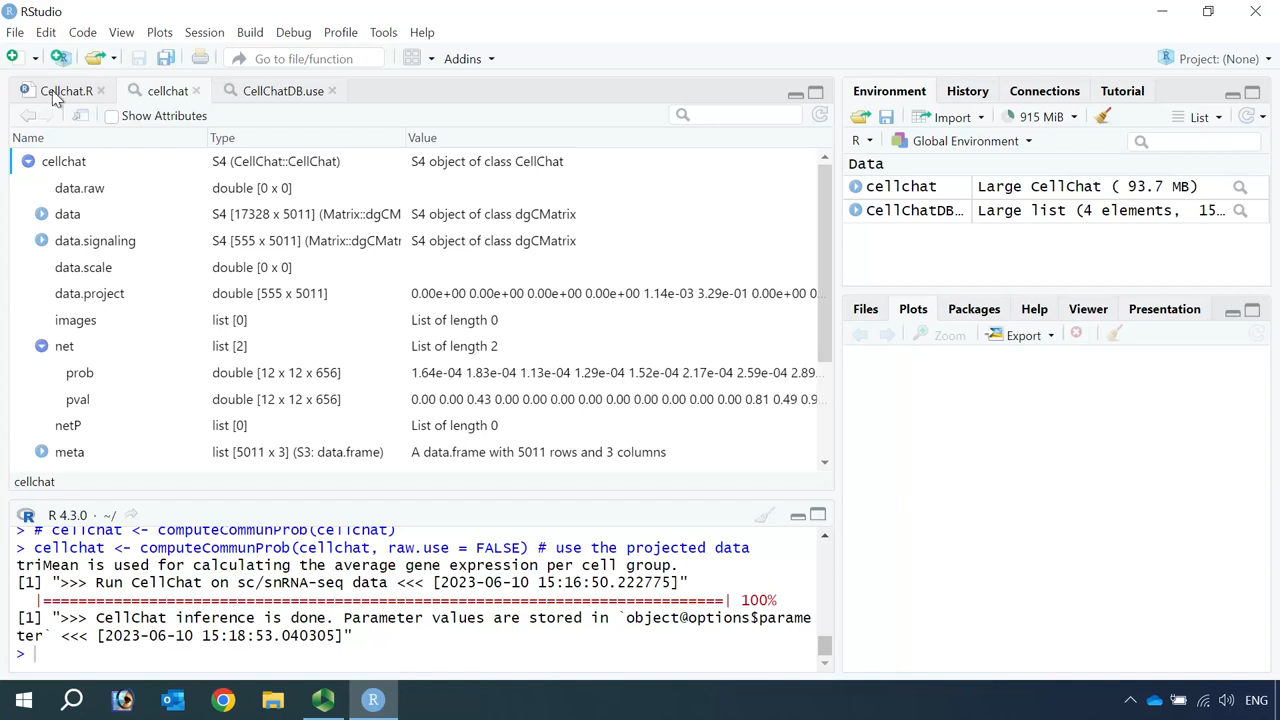 RStudio
File Edit Code View Plots Session Build Debug Profile Tools Help
Go to file/function Addins Project: (None)
Cellchat.R cellchat CellChatDB.use
Show Attributes
Name Type Value
cellchat S4 (CellChat::CellChat) S4 object of class CellChat
data.raw double [0 x 0]
data S4 [17328 x 5011] (Matrix::dgCM S4 object of class dgCMatrix
data.signaling S4 [555 x 5011] (Matrix::dgCMatr S4 object of class dgCMatrix
data.scale double [0 x 0]
data.project double [555 x 5011] 0.00e+00 0.00e+00 0.00e+00 0.00e+00 1.14e-03 3.29e-01 0.00e+00 0...
images list [0] List of length 0
net list [2] List of length 2
prob double [12 x 12 x 656] 1.64e-04 1.83e-04 1.13e-04 1.29e-04 1.52e-04 2.17e-04 2.59e-04 2.89...
pval double [12 x 12 x 656] 0.00 0.00 0.43 0.00 0.00 0.00 0.00 0.00 0.00 0.00 0.81 0.49 0.9...
netP list [0] List of length 0
meta list [5011 x 3] (S3: data.frame) A data.frame with 5011 rows and 3 columns
cellchat
R 4.3.0 · ~/
> # cellchat <- computeCommunProb(cellchat)
> cellchat <- computeCommunProb(cellchat, raw.use = FALSE) # use the projected data
triMean is used for calculating the average gene expression per cell group.
[1] ">>> Run CellChat on sc/snRNA-seq data <<< [2023-06-10 15:16:50.222775]"
|=========================================================================| 100%
[1] ">>> CellChat inference is done. Parameter values are stored in `object@options$parame
ter` <<< [2023-06-10 15:18:53.040305]"
>
Environment History Connections Tutorial
Import 915 MiB List
R Global Environment
Data
cellchat Large CellChat ( 93.7 MB)
CellChatDB… Large list (4 elements, 15…
Files Plots Packages Help Viewer Presentation
Zoom Export
ENG